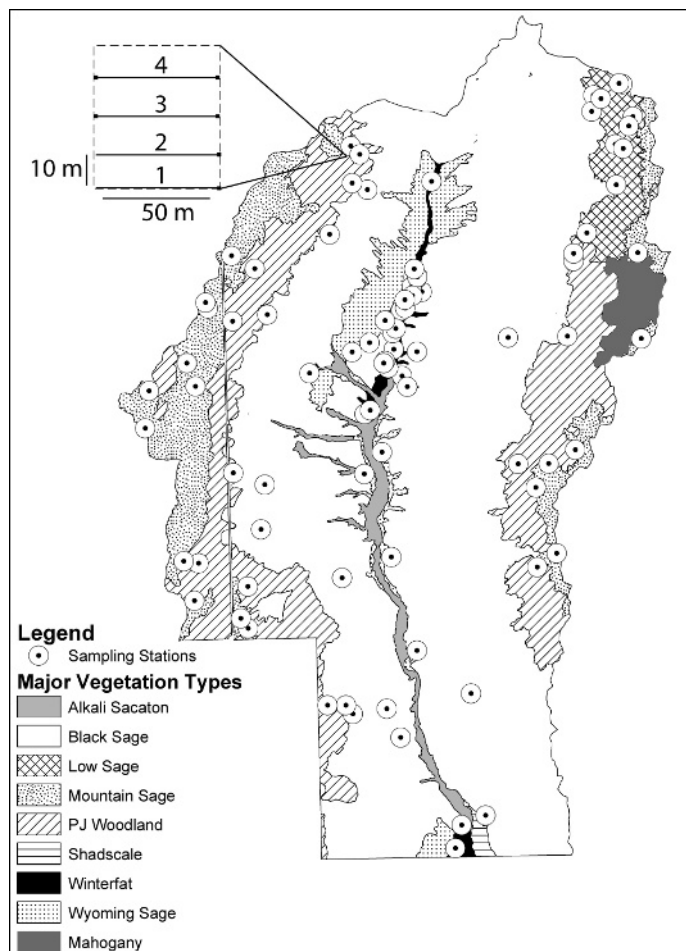 4
3
2
10 m
1
50 m
Legend
Sampling Stations
Major Vegetation Types
Alkali Sacaton
Black Sage
Low Sage
Mountain Sage
PJ Woodland
Shadscale
Winterfat
Wyoming Sage
Mahogany